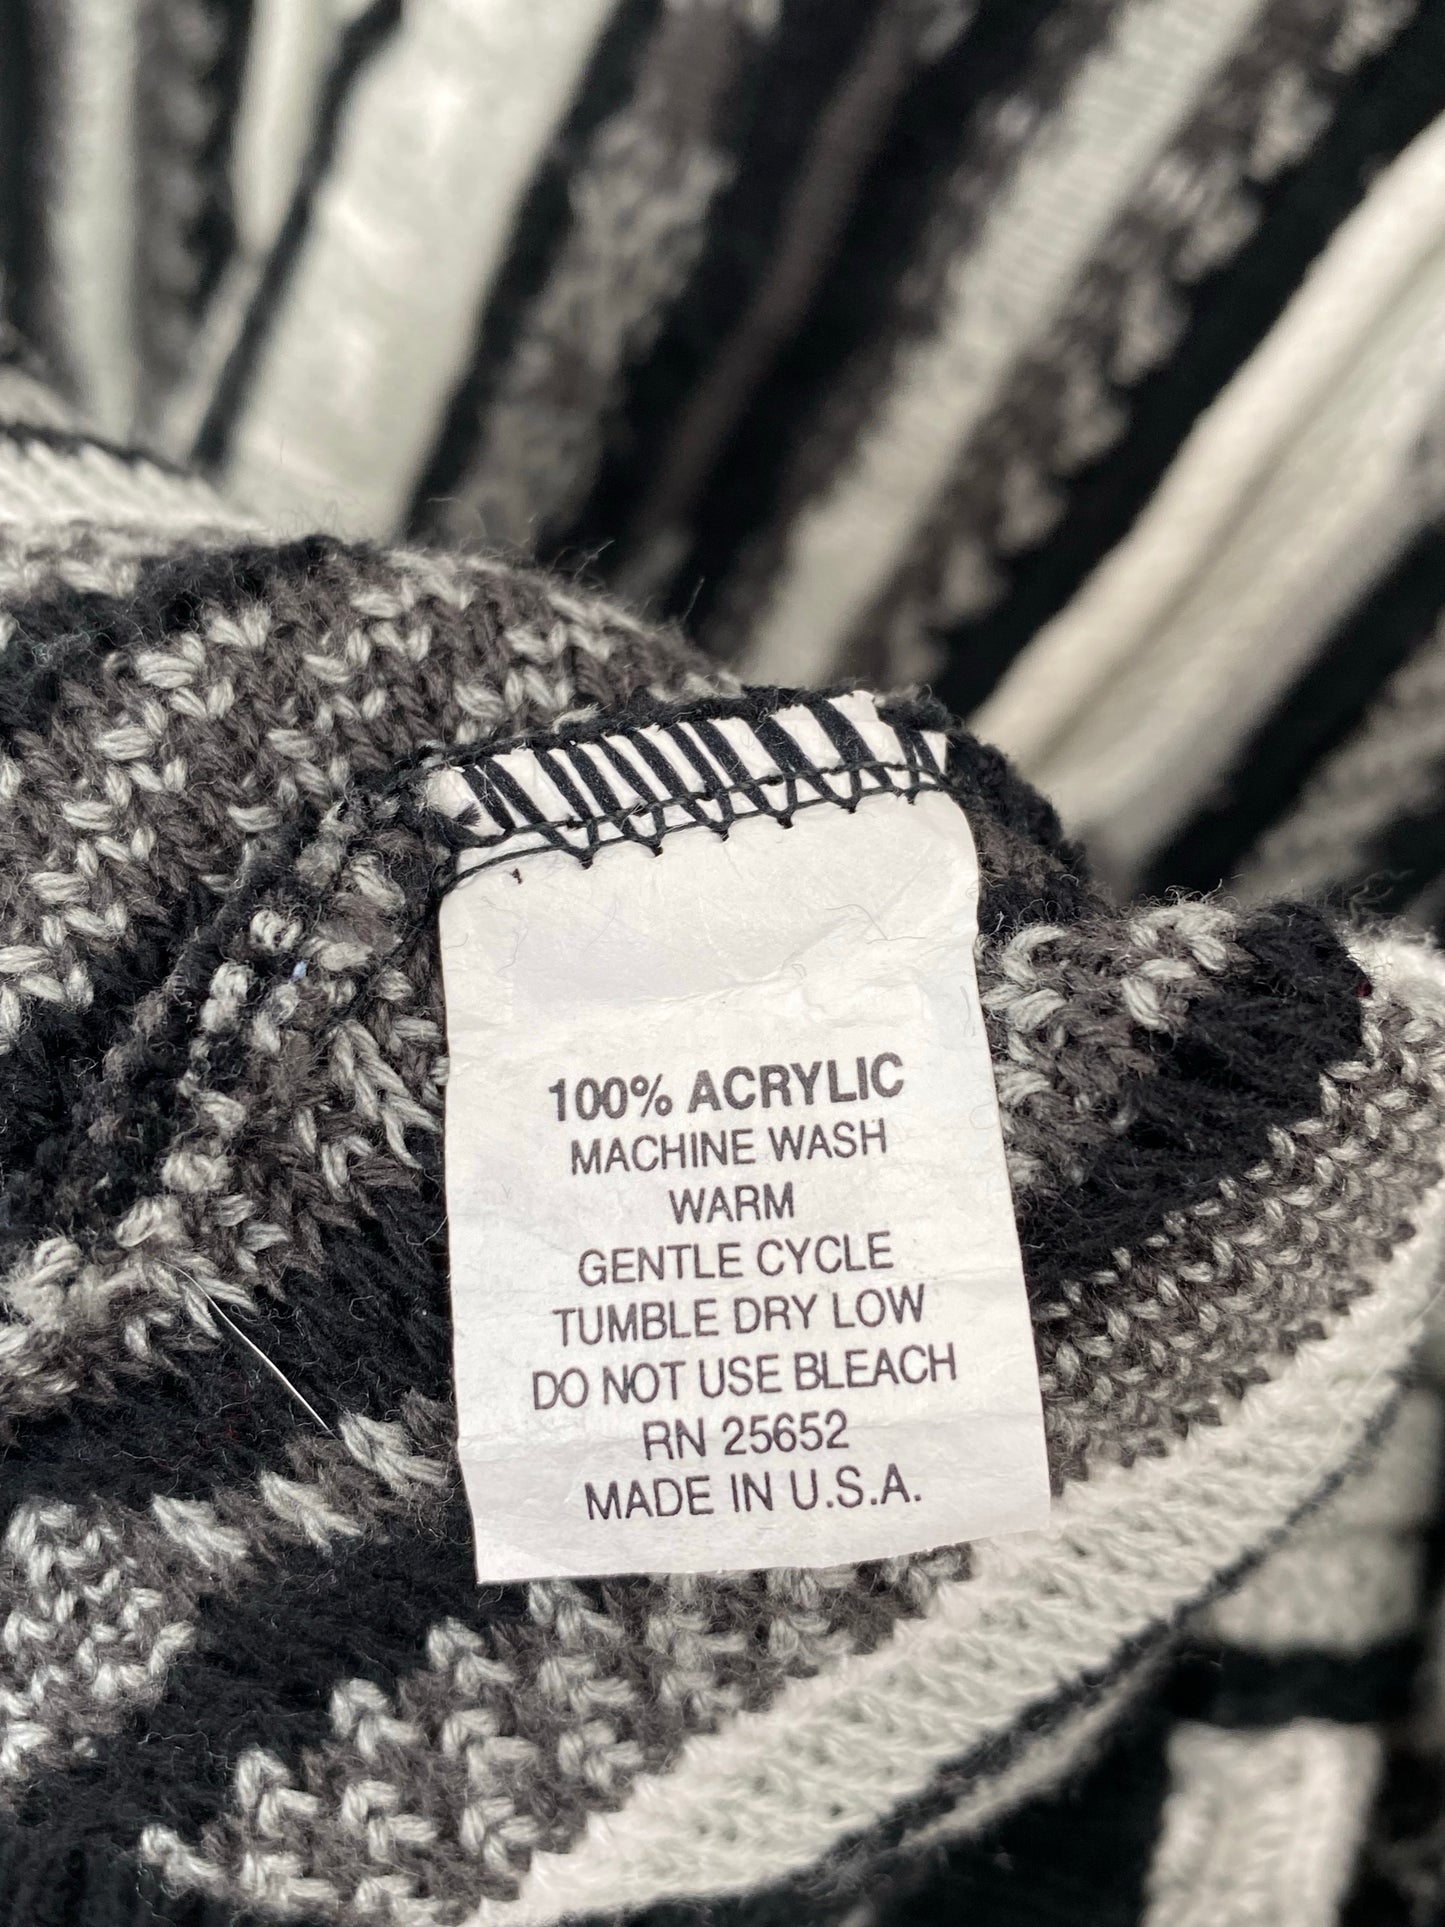 100% ACRYLIC
MACHINE WASH
WARM
GENTLE CYCLE
TUMBLE DRY LOW
DO NOT USE BLEACH
RN 25652
MADE IN U.S.A.